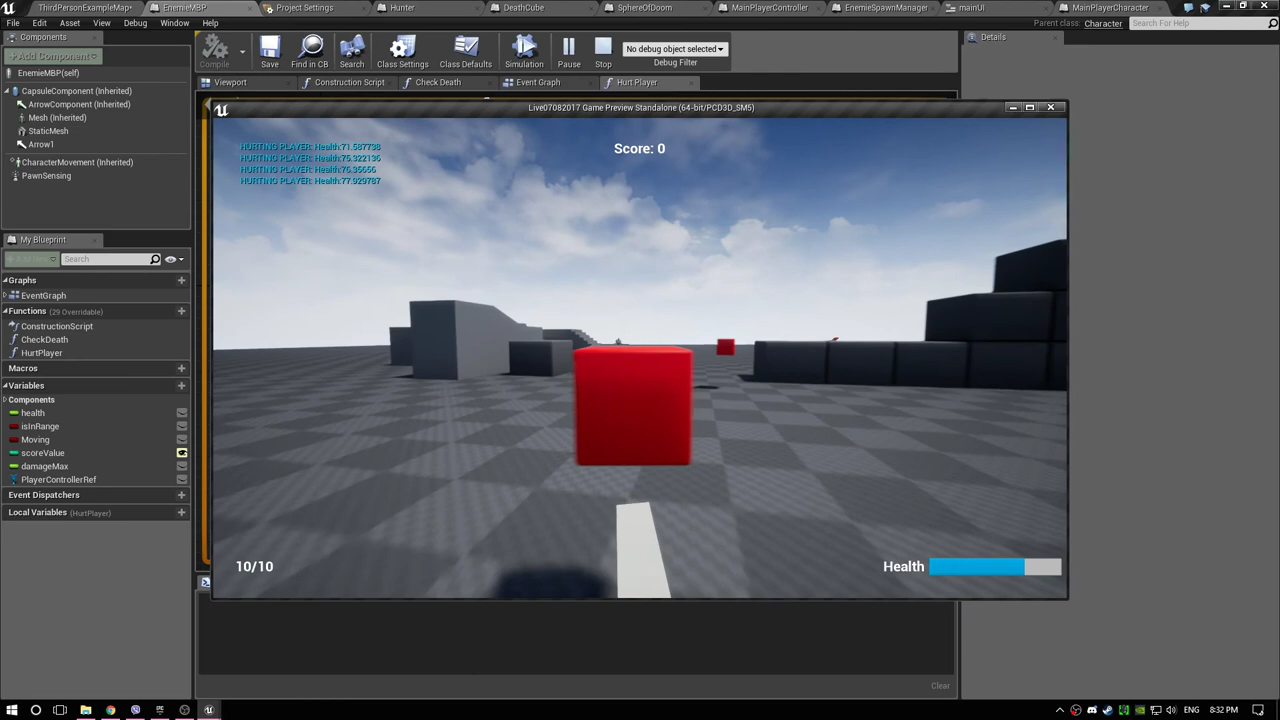 ThirdPersonExampleMap*
EnemieMBP
Project Settings
Hunter
DeathCube
SphereOfDoom
MainPlayerController
EnemieSpawnManager
mainUI
MainPlayerCharacter
File Edit Asset View Debug Window Help
Parent class: Character
Search For Help
Components
+Add Component
EnemieMBP(self)
CapsuleComponent (Inherited)
ArrowComponent (Inherited)
Mesh (Inherited)
StaticMesh
Arrow1
CharacterMovement (Inherited)
PawnSensing
Compile
Save
Find in CB
Search
Class Settings
Class Defaults
Simulation
Pause
Stop
No debug object selected
Debug Filter
Details
Viewport
Construction Script
Check Death
Event Graph
Hurt Player
Live07082017 Game Preview Standalone (64-bit/PCD3D_SM5)
HURTING PLAYER: Health:71.587738
HURTING PLAYER: Health:75.322136
HURTING PLAYER: Health:76.35656
HURTING PLAYER: Health:77.929787
Score: 0
10/10
Health
My Blueprint
Search
Graphs
EventGraph
Functions (29 Overridable)
ConstructionScript
CheckDeath
HurtPlayer
Macros
Variables
Components
health
isInRange
Moving
scoreValue
damageMax
PlayerControllerRef
Event Dispatchers
Local Variables (HurtPlayer)
Clear
ENG
8:32 PM